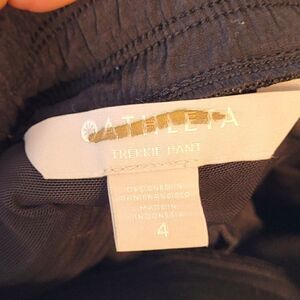 ATHLETA
TREKKIE PANT
DESIGNED IN
SAN FRANCISCO
MADE IN
INDONESIA
4